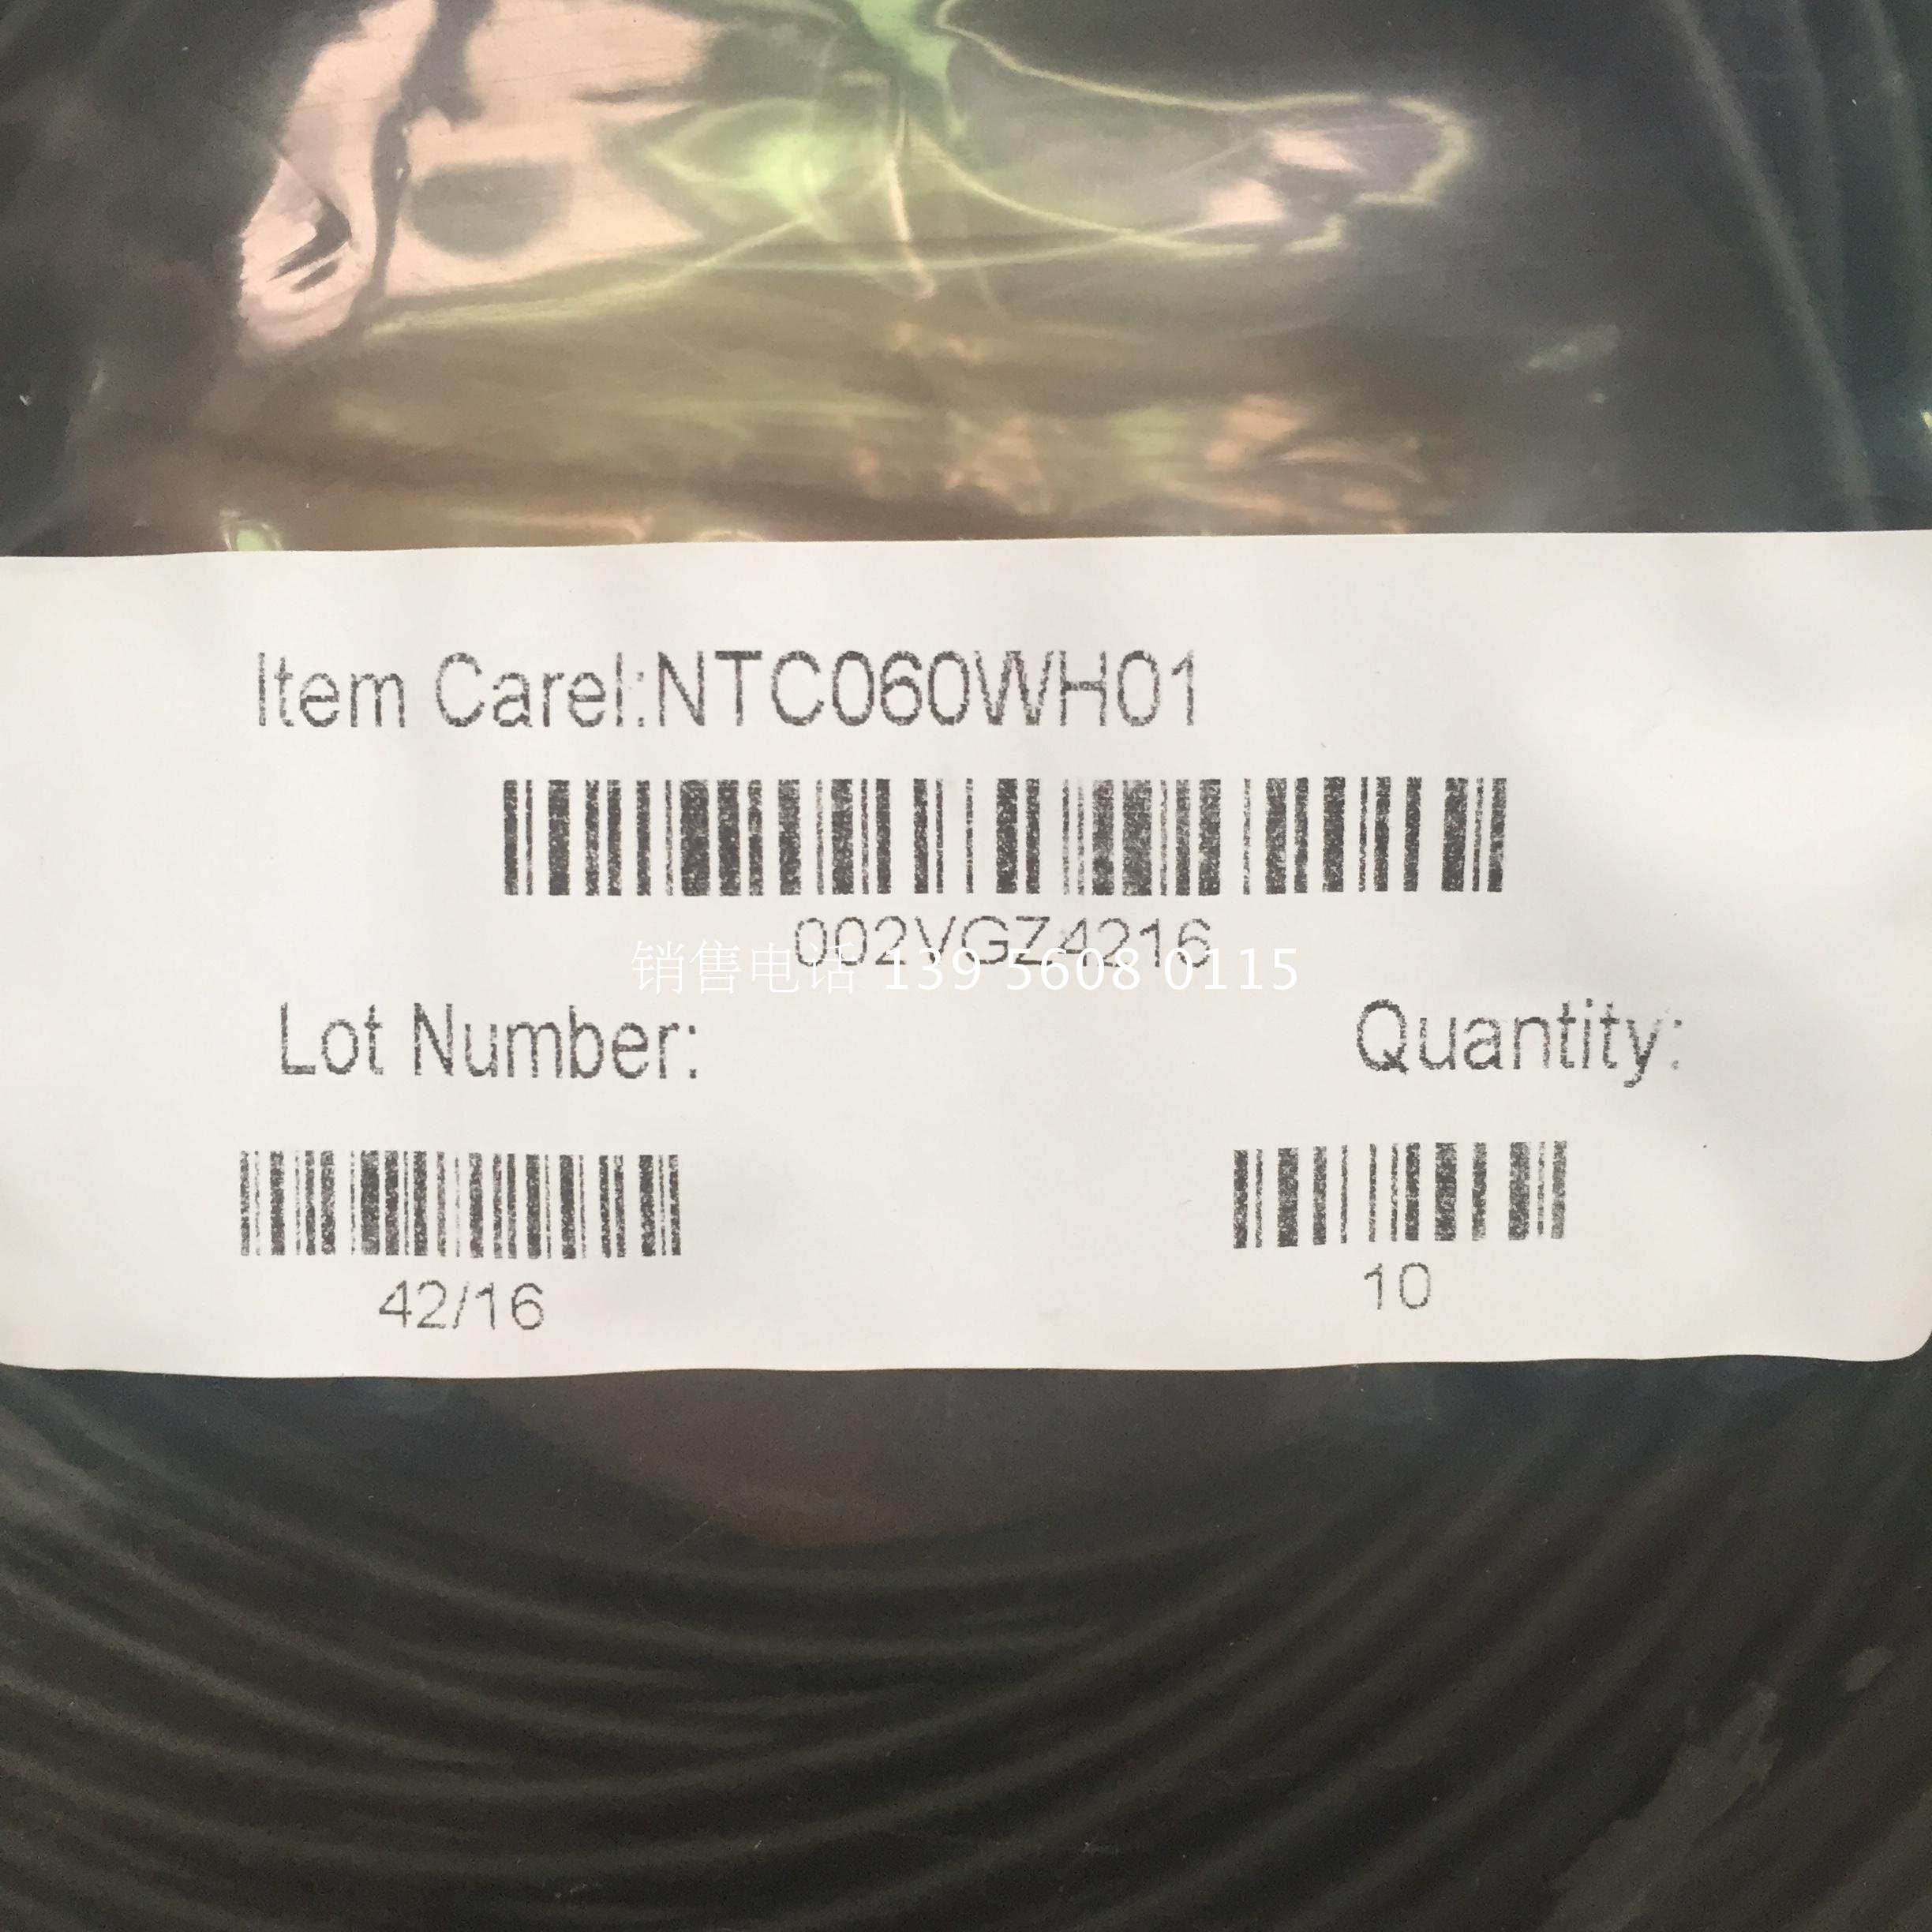 Item Carel:NTC060WH01
002VGZ4216
销售电话 139 5608 0115
Lot Number:
Quantity:
42/16
10